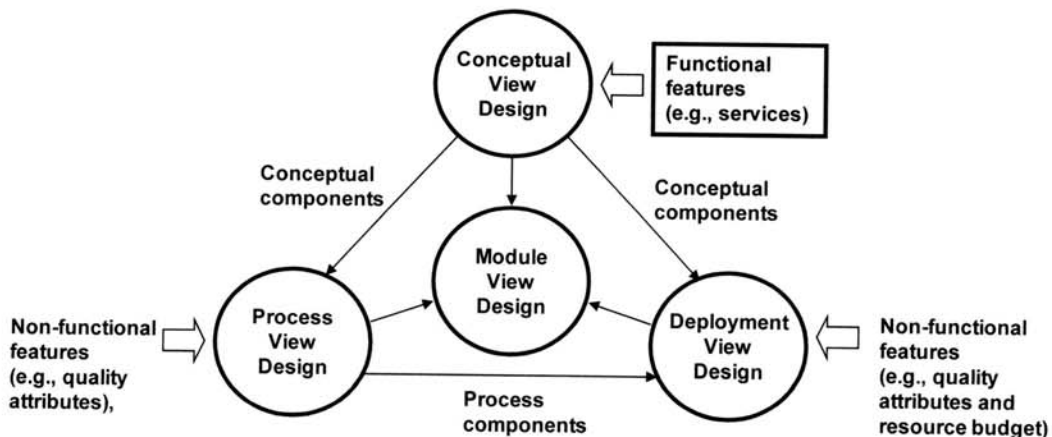 Conceptual
View
Design
Functional
features
(e.g., services)
Conceptual
components
Conceptual
components
Module
View
Design
Non-functional
features
(e.g., quality
attributes),
Process
View
Design
Deployment
View
Design
Non-functional
features
(e.g., quality
attributes and
resource budget)
Process
components